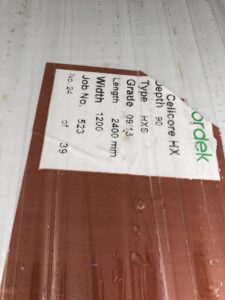 ordek
Cellcore HX
Depth 90
Type HXS
Grade 09/13
Length 2400 mm
Width 1200
Job No. 523
No. 24 of 39